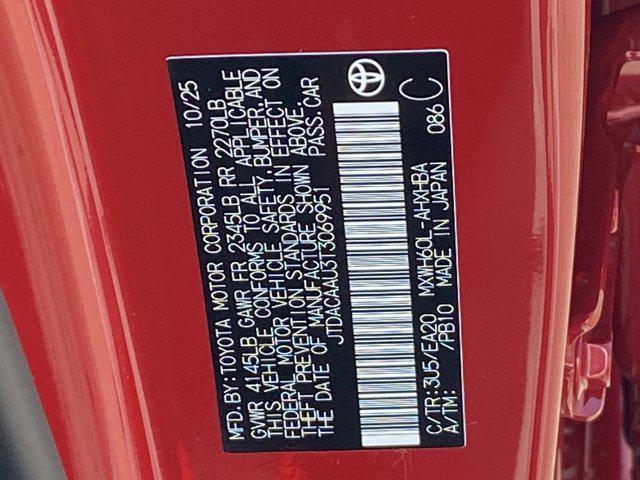 MFD. BY: TOYOTA MOTOR CORPORATION 10/25
GVWR 4145LB GAWR FR 2345LB RR 2270LB
THIS VEHICLE CONFORMS TO ALL APPLICABLE
FEDERAL MOTOR VEHICLE SAFETY, BUMPER, AND
THEFT PREVENTION STANDARDS IN EFFECT ON
THE DATE OF MANUFACTURE SHOWN ABOVE.
JTDACAAU3T3069951 PASS. CAR
C/TR: 3U5/EA20 MXWH60L-AHXHBA
A/TM: /PB10 MADE IN JAPAN 086 C